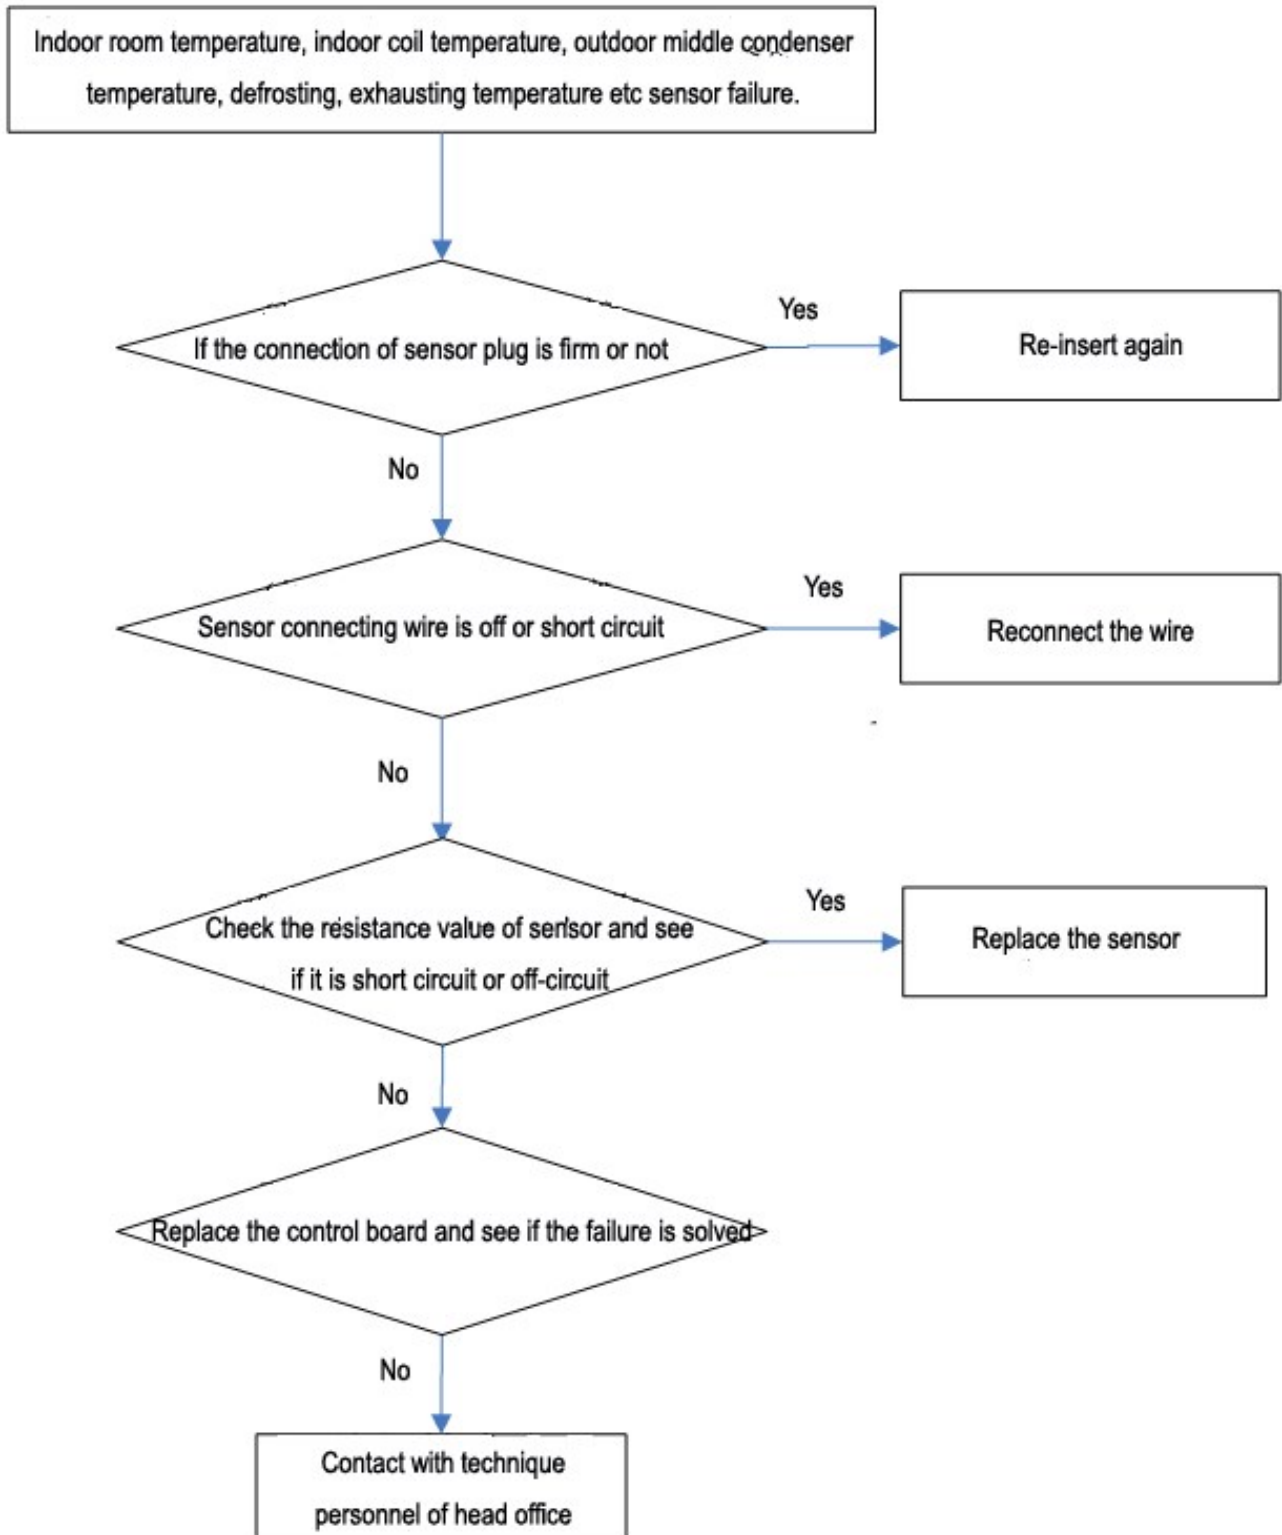 Indoor room temperature, indoor coil temperature, outdoor middle condenser
temperature, defrosting, exhausting temperature etc sensor failure.
If the connection of sensor plug is firm or not
Yes
Re-insert again
No
Sensor connecting wire is off or short circuit
Yes
Reconnect the wire
No
Check the resistance value of sensor and see
if it is short circuit or off-circuit
Yes
Replace the sensor
No
Replace the control board and see if the failure is solved
No
Contact with technique
personnel of head office